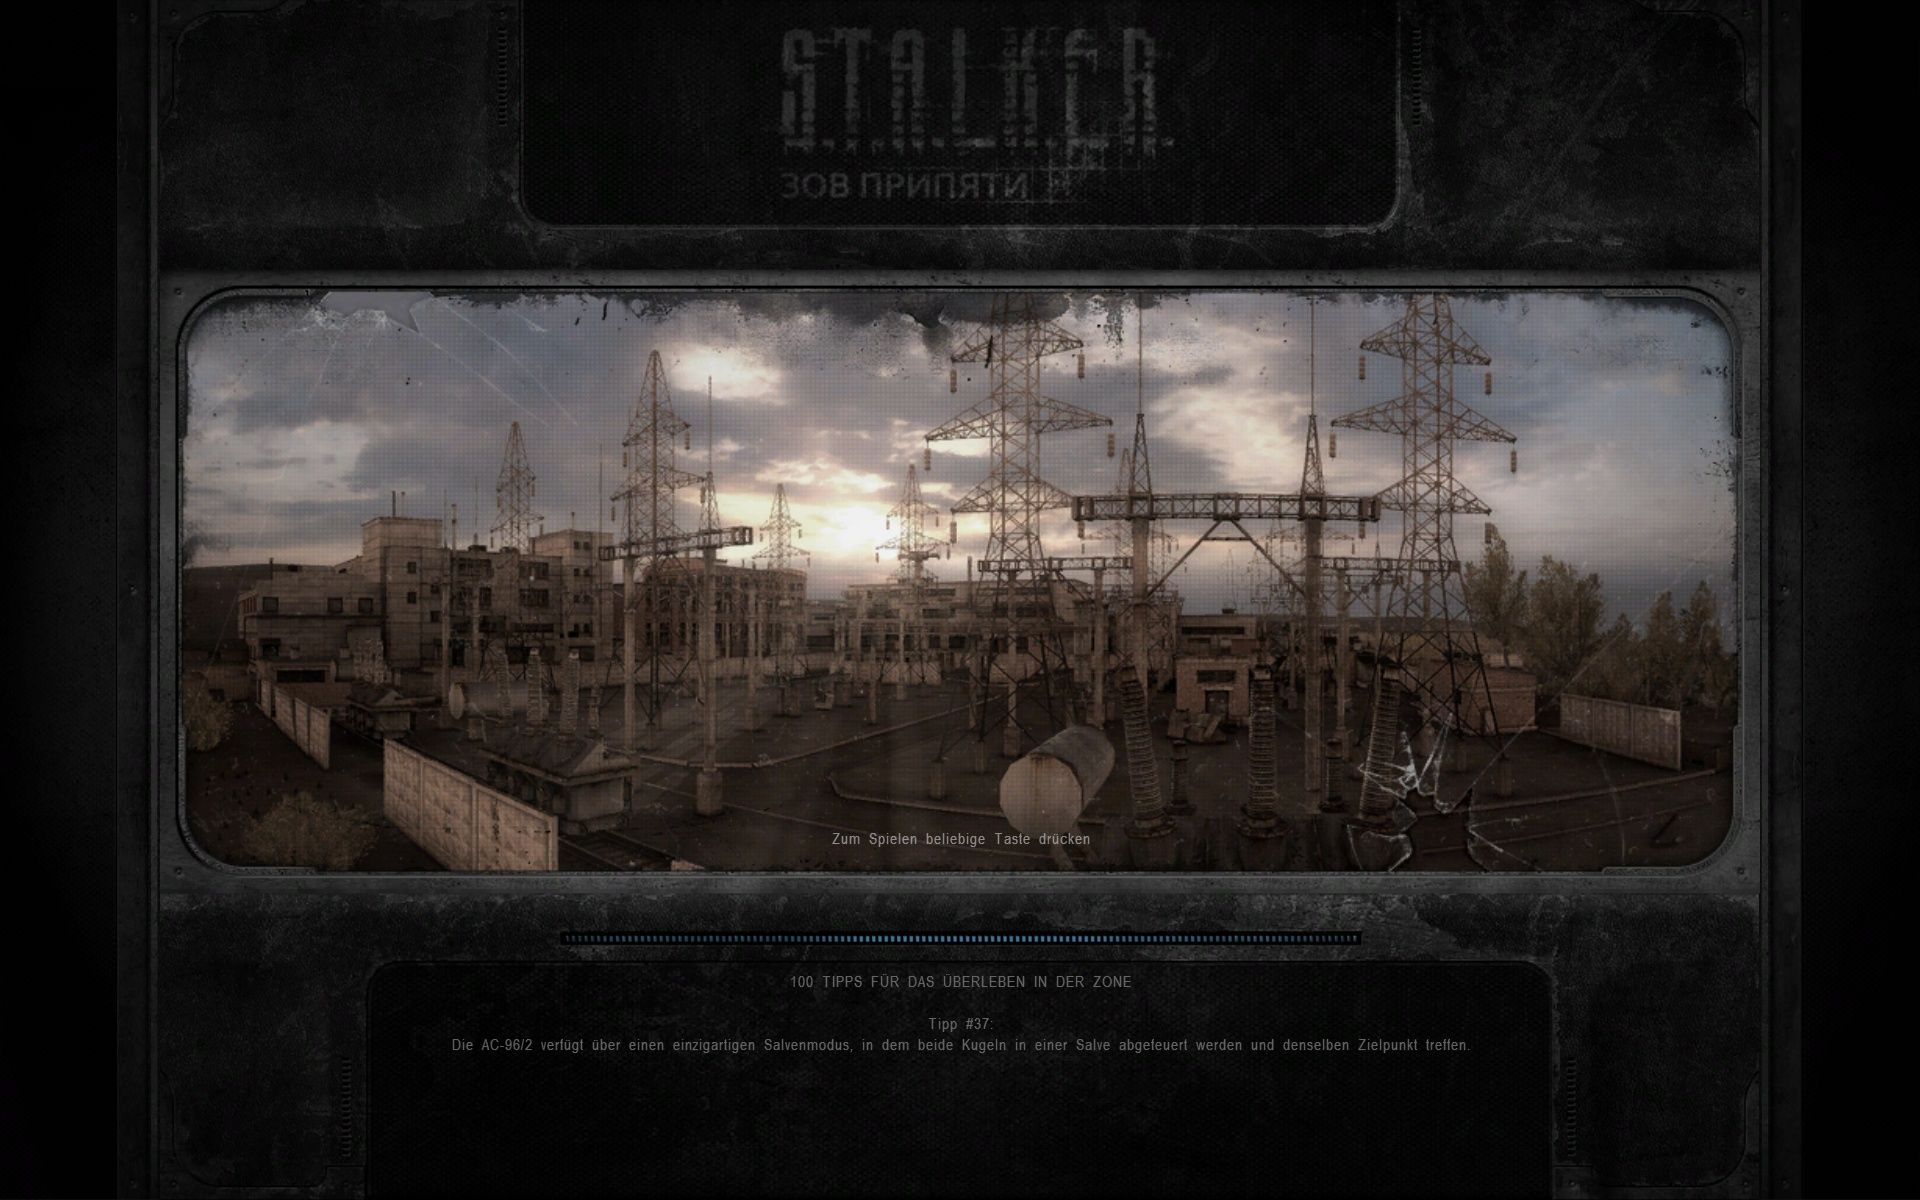 S.T.A.L.K.E.R.
ЗОВ ПРИПЯТИ
Zum Spielen beliebige Taste drücken
100 TIPPS FÜR DAS ÜBERLEBEN IN DER ZONE
Tipp #37:
Die AC-96/2 verfügt über einen einzigartigen Salvenmodus, in dem beide Kugeln in einer Salve abgefeuert werden und denselben Zielpunkt treffen.